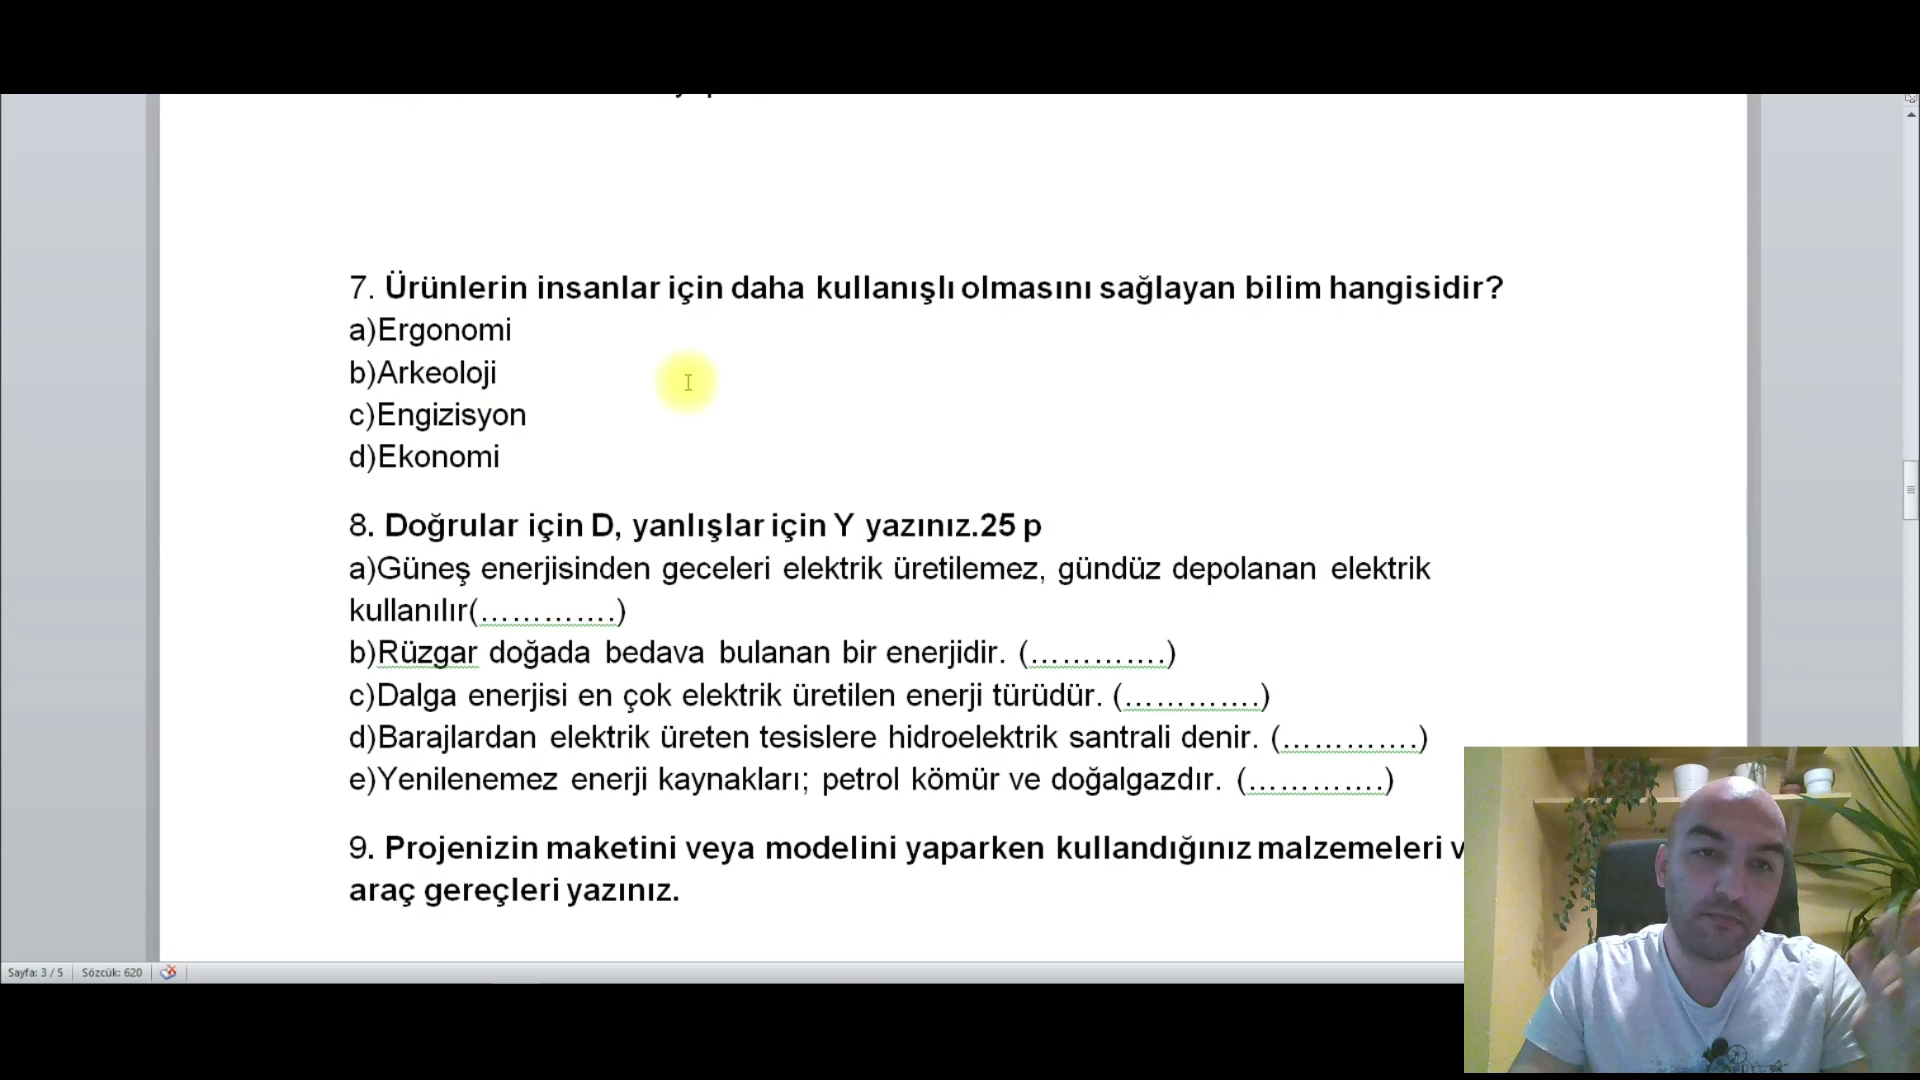 7. Ürünlerin insanlar için daha kullanışlı olmasını sağlayan bilim hangisidir?
a)Ergonomi
b)Arkeoloji
c)Engizisyon
d)Ekonomi
8. Doğrular için D, yanlışlar için Y yazınız.25 p
a)Güneş enerjisinden geceleri elektrik üretilemez, gündüz depolanan elektrik
kullanılır(.............)
b)Rüzgar doğada bedava bulanan bir enerjidir. (.............)
c)Dalga enerjisi en çok elektrik üretilen enerji türüdür. (.............)
d)Barajlardan elektrik üreten tesislere hidroelektrik santrali denir. (.............)
e)Yenilenemez enerji kaynakları; petrol kömür ve doğalgazdır. (.............)
9. Projenizin maketini veya modelini yaparken kullandığınız malzemeleri v
araç gereçleri yazınız.
Sayfa: 3 / 5 Sözcük: 620